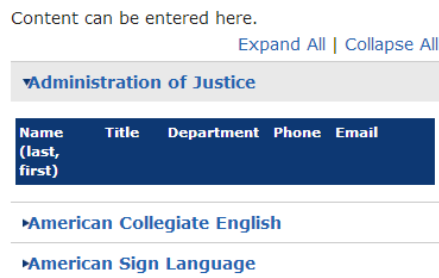 Content can be entered here.
Expand All | Collapse All
Administration of Justice
Name Title Department Phone Email
(last,
first)
American Collegiate English
American Sign Language